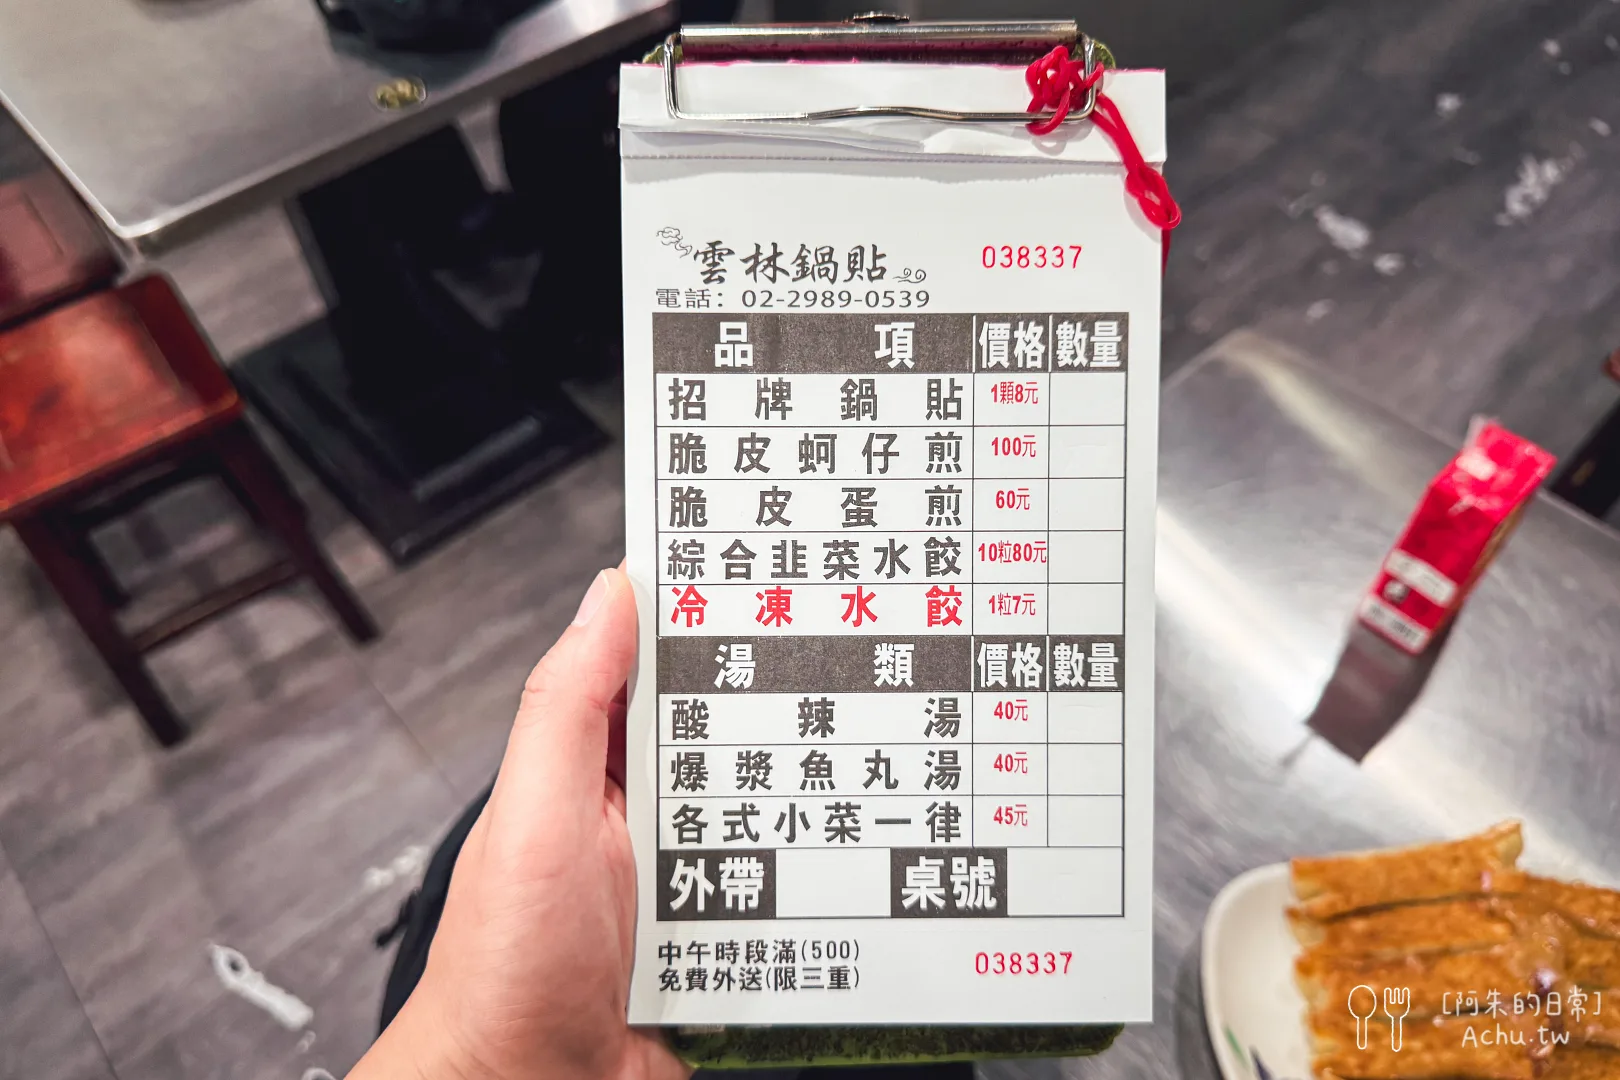 雲林鍋貼 038337
電話: 02-2989-0539
品項 價格 數量
招牌鍋貼 1顆8元
脆皮蚵仔煎 100元
脆皮蛋煎 60元
綜合韭菜水餃 10粒80元
冷凍水餃 1粒7元
湯類 價格 數量
酸辣湯 40元
爆漿魚丸湯 40元
各式小菜一律 45元
外帶 桌號
中午時段滿(500)
免費外送(限三重) 038337
[阿朱的日常]
Achu.tw